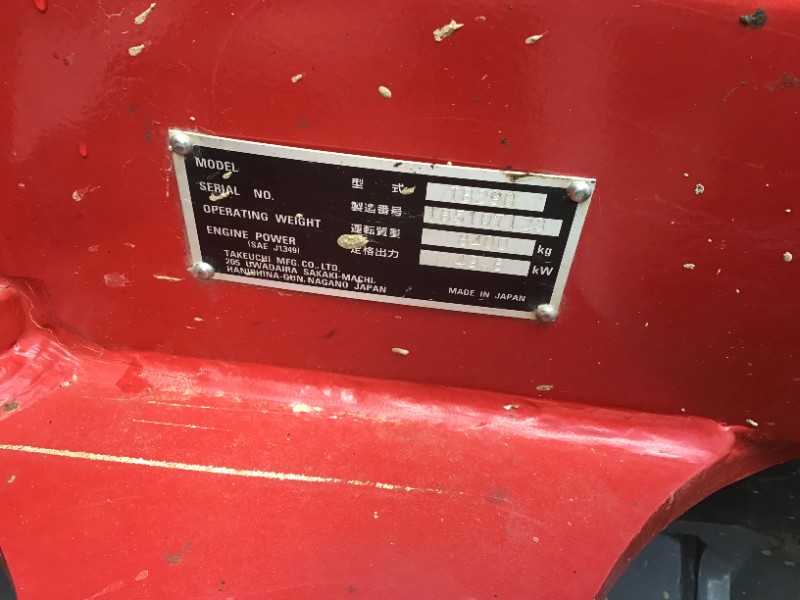 MODEL 型 式 TB290
SERIAL NO. 製造番号
OPERATING WEIGHT 運転質量 kg
ENGINE POWER 定格出力 kW
(SAE J1349)
TAKEUCHI MFG. CO., LTD.
205 UWADAIRA SAKAKI-MACHI.
HANISHINA-GUN. NAGANO JAPAN
MADE IN JAPAN